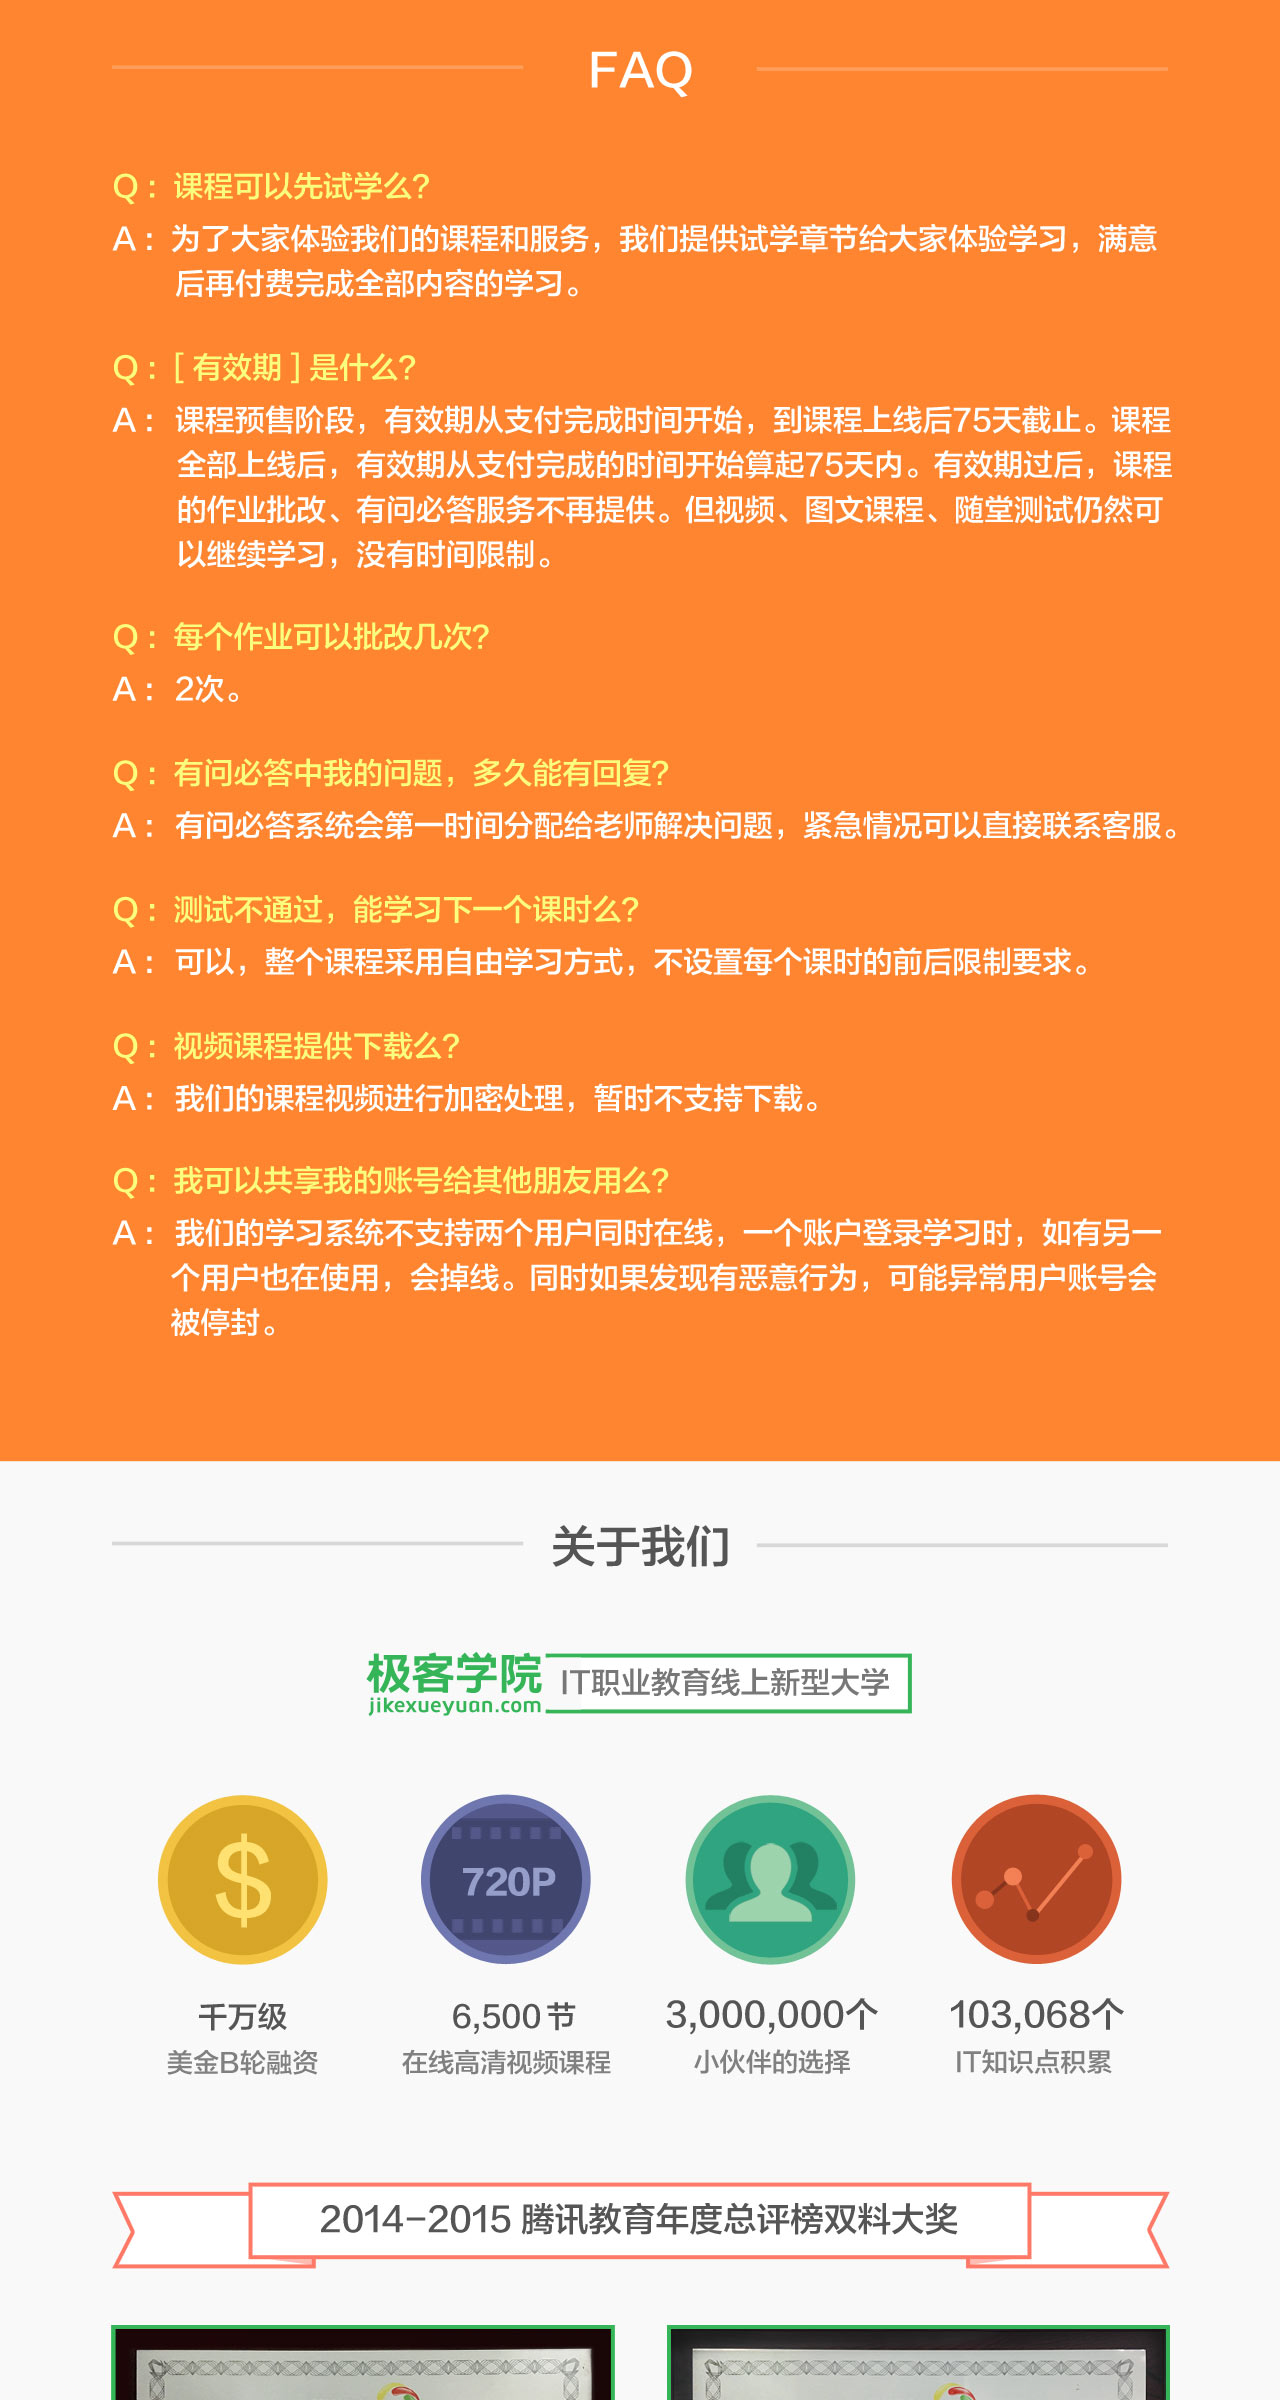 FAQ
Q： 课程可以先试学么？
A： 为了大家体验我们的课程和服务，我们提供试学章节给大家体验学习，满意
后再付费完成全部内容的学习。
Q： [ 有效期 ] 是什么？
A： 课程预售阶段，有效期从支付完成时间开始，到课程上线后75天截止。课程
全部上线后，有效期从支付完成的时间开始算起75天内。有效期过后，课程
的作业批改、有问必答服务不再提供。但视频、图文课程、随堂测试仍然可
以继续学习，没有时间限制。
Q： 每个作业可以批改几次？
A： 2次。
Q： 有问必答中我的问题，多久能有回复？
A： 有问必答系统会第一时间分配给老师解决问题，紧急情况可以直接联系客服。
Q： 测试不通过，能学习下一个课时么？
A： 可以，整个课程采用自由学习方式，不设置每个课时的前后限制要求。
Q： 视频课程提供下载么？
A： 我们的课程视频进行加密处理，暂时不支持下载。
Q： 我可以共享我的账号给其他朋友用么？
A： 我们的学习系统不支持两个用户同时在线，一个账户登录学习时，如有另一
个用户也在使用，会掉线。同时如果发现有恶意行为，可能异常用户账号会
被停封。
关于我们
极客学院 IT职业教育线上新型大学
jikexueyuan.com
$ 720P
千万级 6,500 节 3,000,000个 103,068个
美金B轮融资 在线高清视频课程 小伙伴的选择 IT知识点积累
2014-2015 腾讯教育年度总评榜双料大奖